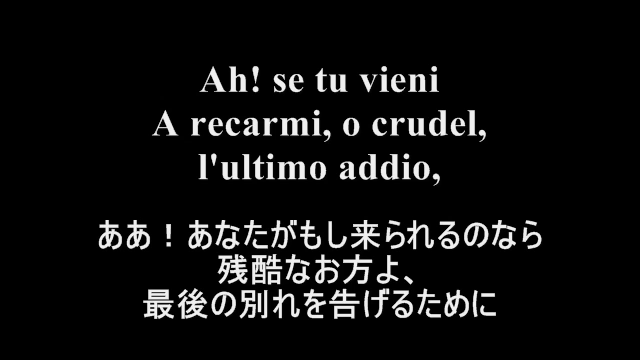 Ah! se tu vieni
A recarmi, o crudel,
l'ultimo addio,
ああ！あなたがもし来られるのなら
残酷なお方よ、
最後の別れを告げるために